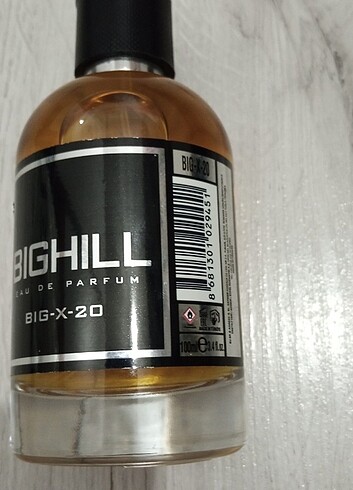 BIGHILL
EAU DE PARFUM
BIG-X-20
BIG-X-20
8 681301 029451
100ml ℮ 3.4 fl.oz.